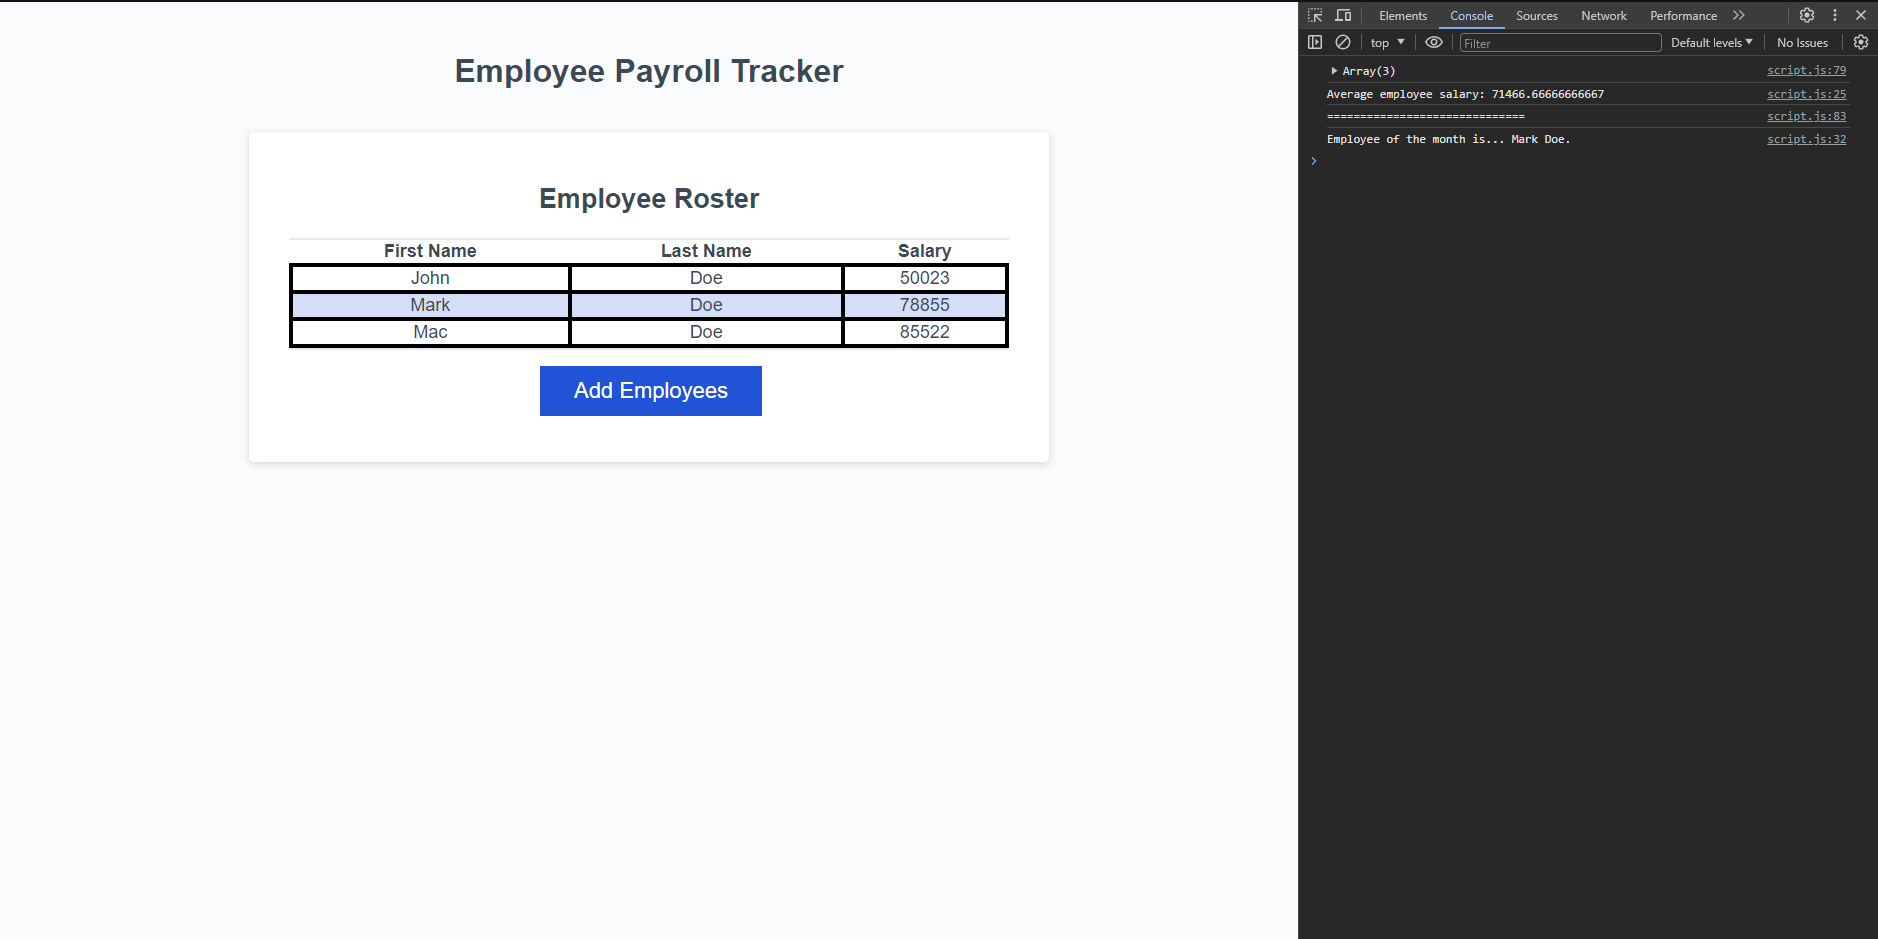 Employee Payroll Tracker
Employee Roster
First Name Last Name Salary
John Doe 50023
Mark Doe 78855
Mac Doe 85522
Add Employees
Elements Console Sources Network Performance
top Filter Default levels No Issues
Array(3) script.js:79
Average employee salary: 71466.66666666667 script.js:25
============================== script.js:83
Employee of the month is... Mark Doe. script.js:32